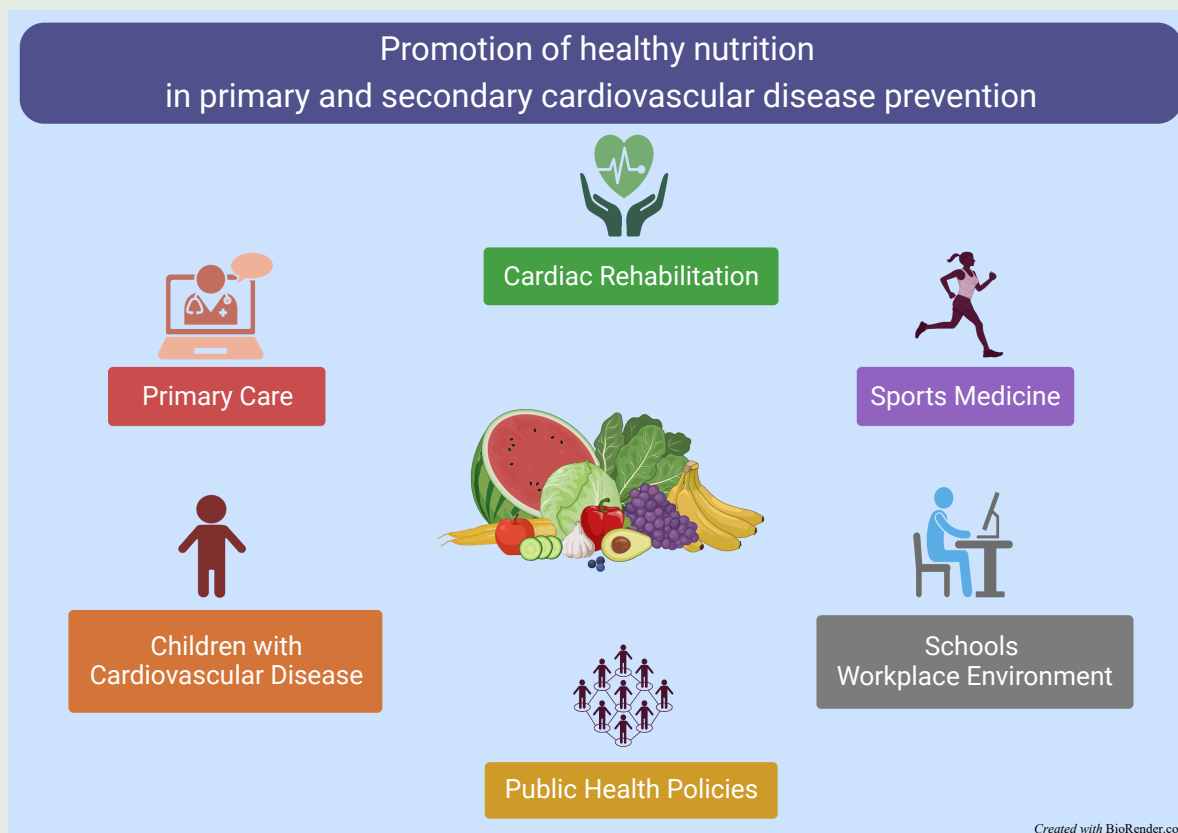 Promotion of healthy nutrition
in primary and secondary cardiovascular disease prevention
Cardiac Rehabilitation
Primary Care
Sports Medicine
Children with
Cardiovascular Disease
Schools
Workplace Environment
Public Health Policies
Created with BioRender.co